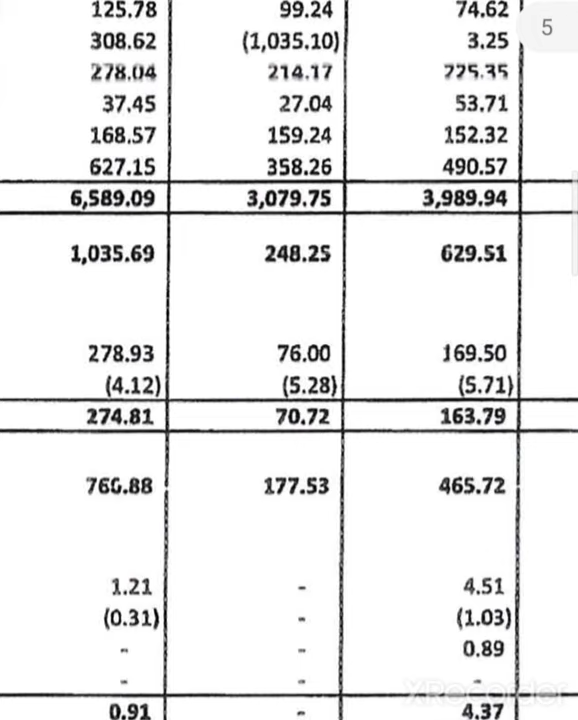 125.78 99.24 74.62
5
308.62 (1,035.10) 3.25
278.04 214.17 225.35
37.45 27.04 53.71
168.57 159.24 152.32
627.15 358.26 490.57
6,589.09 3,079.75 3,989.94
1,035.69 248.25 629.51
278.93 76.00 169.50
(4.12) (5.28) (5.71)
274.81 70.72 163.79
760.88 177.53 465.72
1.21 - 4.51
(0.31) - (1.03)
- - 0.89
- - -
XRecorder
0.91 - 4.37